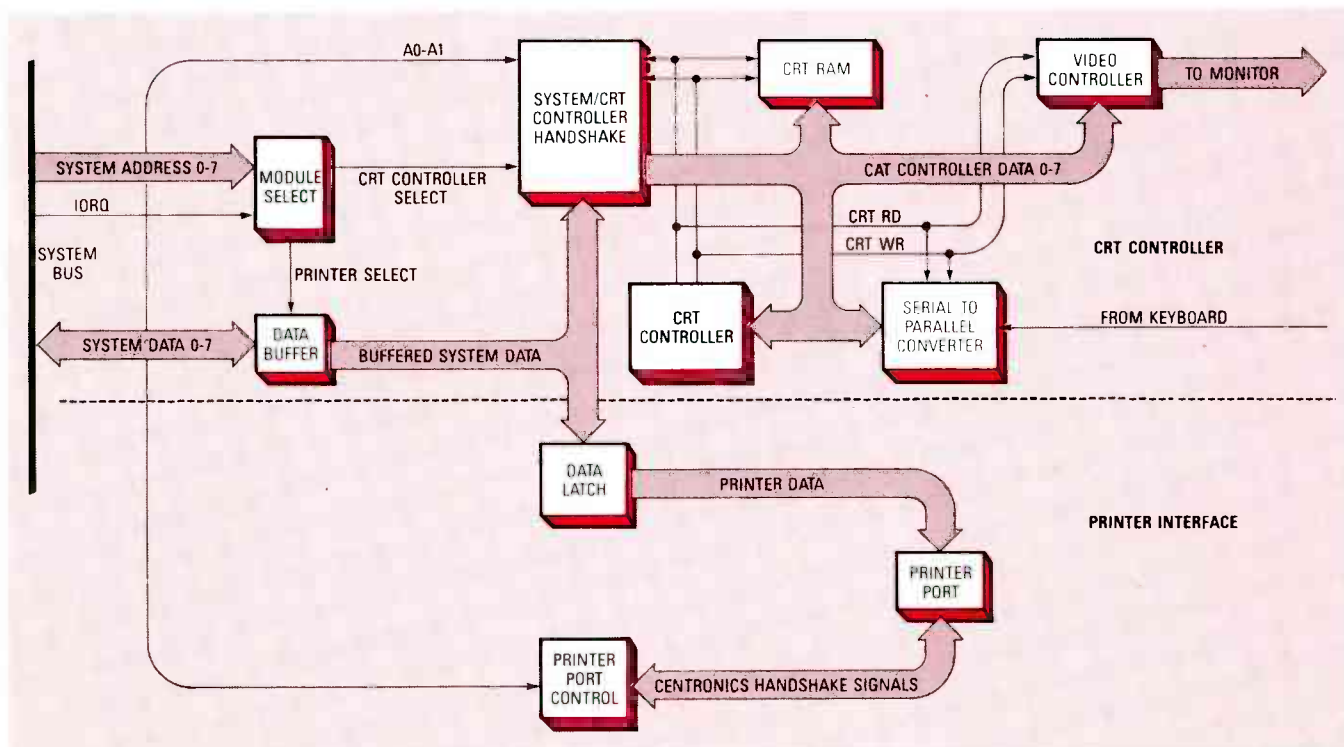 A0-A1
SYSTEM/CRT
CONTROLLER
HANDSHAKE
CRT RAM
VIDEO
CONTROLLER
TO MONITOR
SYSTEM ADDRESS 0-7
MODULE
SELECT
CRT CONTROLLER
SELECT
CAT CONTROLLER DATA 0-7
IORQ
CRT RD
CRT WR
CRT CONTROLLER
SYSTEM
BUS
PRINTER SELECT
CRT
CONTROLLER
SERIAL TO
PARALLEL
CONVERTER
FROM KEYBOARD
SYSTEM DATA 0-7
DATA
BUFFER
BUFFERED SYSTEM DATA
DATA
LATCH
PRINTER DATA
PRINTER INTERFACE
PRINTER
PORT
PRINTER
PORT
CONTROL
CENTRONICS HANDSHAKE SIGNALS